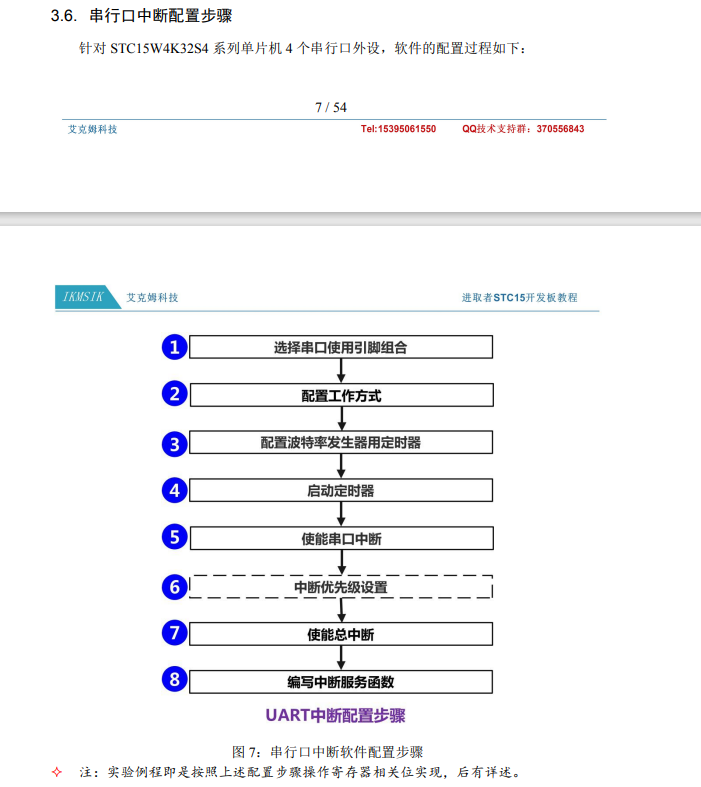 3.6. 串行口中断配置步骤
针对 STC15W4K32S4 系列单片机 4 个串行口外设，软件的配置过程如下：
7 / 54
艾克姆科技 Tel:15395061550 QQ技术支持群：370556843
IKMSIK 艾克姆科技 进取者STC15开发板教程
1 选择串口使用引脚组合
2 配置工作方式
3 配置波特率发生器用定时器
4 启动定时器
5 使能串口中断
6 中断优先级设置
7 使能总中断
8 编写中断服务函数
UART中断配置步骤
图 7：串行口中断软件配置步骤
✧ 注：实验例程即是按照上述配置步骤操作寄存器相关位实现，后有详述。